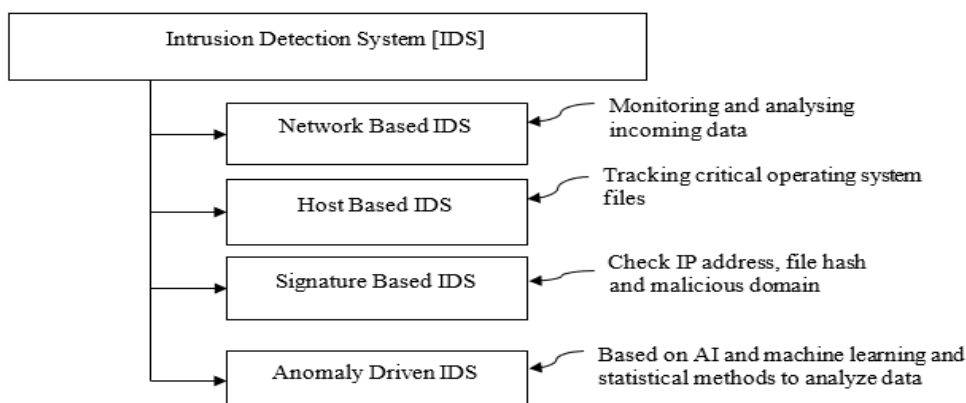 Intrusion Detection System [IDS]
Network Based IDS
Monitoring and analysing
incoming data
Host Based IDS
Tracking critical operating system
files
Signature Based IDS
Check IP address, file hash
and malicious domain
Anomaly Driven IDS
Based on AI and machine learning and
statistical methods to analyze data